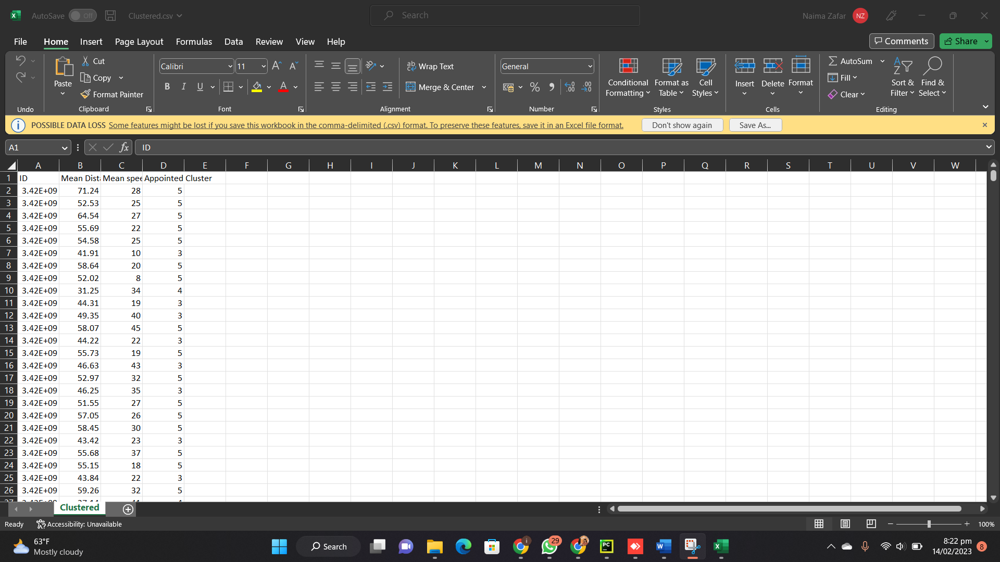 AutoSave Off Clustered.csv Search Naima Zafar NZ
File Home Insert Page Layout Formulas Data Review View Help Comments Share
Paste Cut Copy Format Painter
Calibri 11
B I U A
ab Wrap Text
Merge & Center
General
% 9 .00
Conditional Formatting
Format as Table
Cell Styles
Insert Delete Format
AutoSum
Fill
Clear
Sort & Filter
Find & Select
Undo Clipboard Font Alignment Number Styles Cells Editing
POSSIBLE DATA LOSS Some features might be lost if you save this workbook in the comma-delimited (.csv) format. To preserve these features, save it in an Excel file format. Don't show again Save As...
A1 fx ID
A B C D E F G H I J K L M N O P Q R S T U V W
1 ID Mean Dist Mean spee Appointed Cluster
2 3.42E+09 71.24 28 5
3 3.42E+09 52.53 25 5
4 3.42E+09 64.54 27 5
5 3.42E+09 55.69 22 5
6 3.42E+09 54.58 25 5
7 3.42E+09 41.91 10 3
8 3.42E+09 58.64 20 5
9 3.42E+09 52.02 8 5
10 3.42E+09 31.25 34 4
11 3.42E+09 44.31 19 3
12 3.42E+09 49.35 40 3
13 3.42E+09 58.07 45 5
14 3.42E+09 44.22 22 3
15 3.42E+09 55.73 19 5
16 3.42E+09 46.63 43 3
17 3.42E+09 52.97 32 5
18 3.42E+09 46.25 35 3
19 3.42E+09 51.55 27 5
20 3.42E+09 57.05 26 5
21 3.42E+09 58.45 30 5
22 3.42E+09 43.42 23 3
23 3.42E+09 55.68 37 5
24 3.42E+09 55.15 18 5
25 3.42E+09 43.84 22 3
26 3.42E+09 59.26 32 5
Clustered
Ready Accessibility: Unavailable 100%
63°F
Mostly cloudy
Search
29
PC
8:22 pm
14/02/2023
8